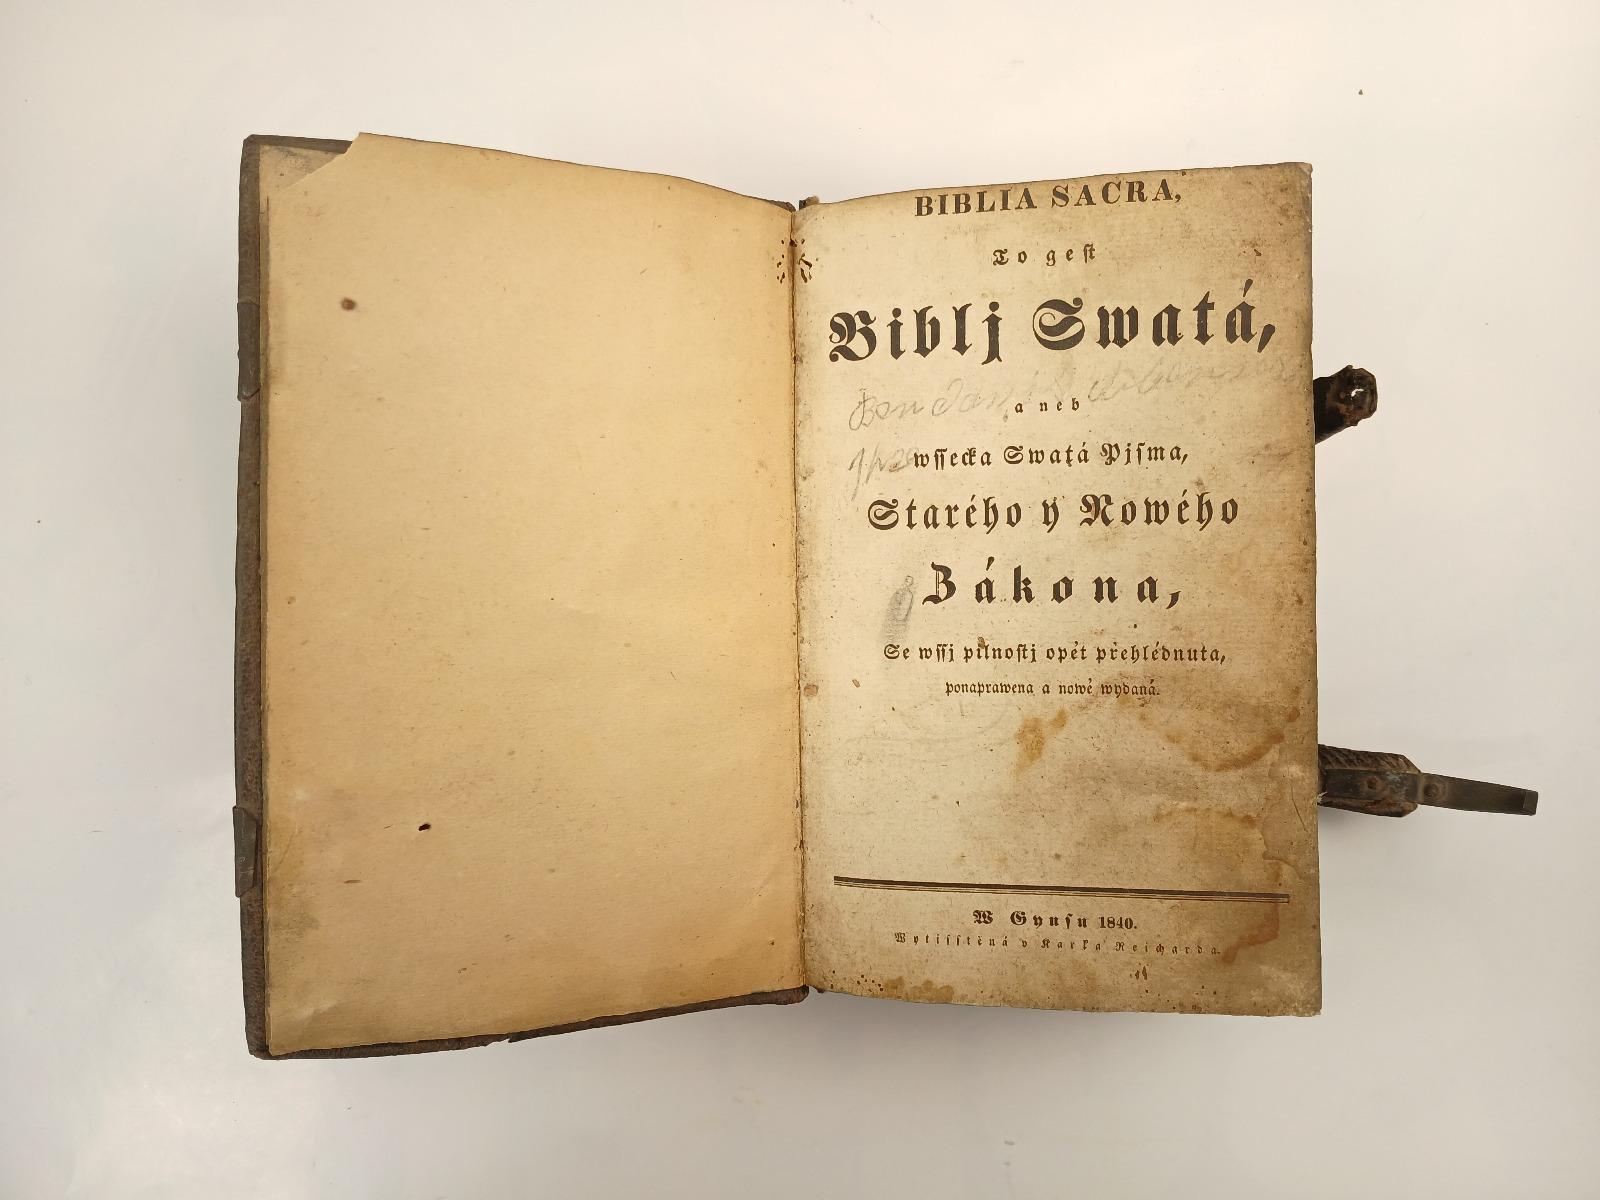 BIBLIA SACRA,
To geſt
Biblj Swatá,
aneb
wſſecka Swatá Pjſma,
Starého y Nowého
Zákona,
Se wſſj pilnoſtj opět přehlédnuta,
ponaprawena a nowě wydaná.
W Gynſu 1840.
Wytiſſtěná v Karla Reicharda.